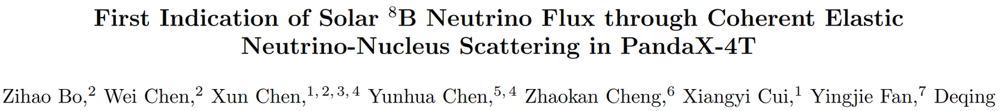 First Indication of Solar ⁸B Neutrino Flux through Coherent Elastic
Neutrino-Nucleus Scattering in PandaX-4T
Zihao Bo,² Wei Chen,² Xun Chen,¹,²,³,⁴ Yunhua Chen,⁵,⁴ Zhaokan Cheng,⁶ Xiangyi Cui,¹ Yingjie Fan,⁷ Deqing